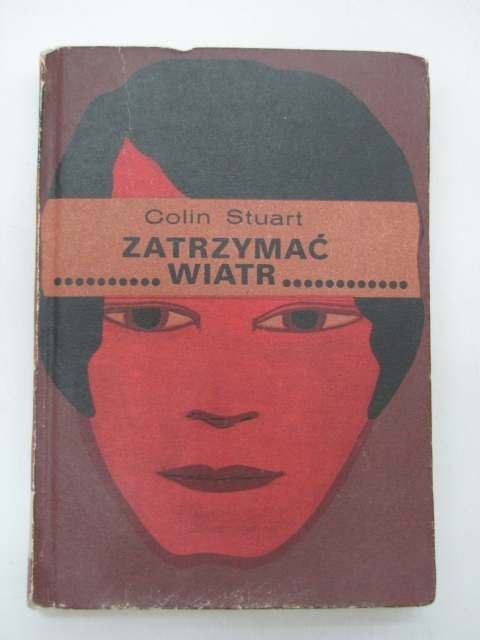 Colin Stuart
ZATRZYMAĆ
..........WIATR............